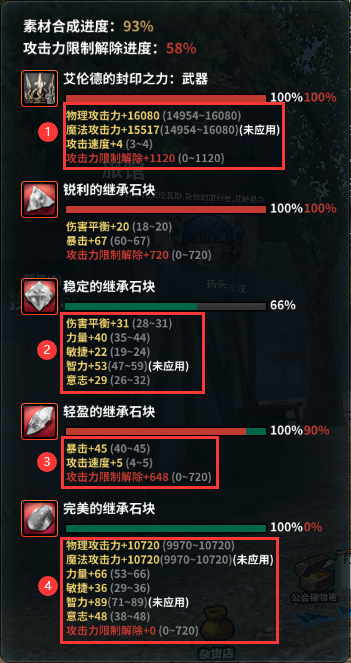 素材合成进度：93%
攻击力限制解除进度：58%
艾伦德的封印之力：武器
100%100%
1
物理攻击力+16080 (14954~16080)
魔法攻击力+15517(14954~16080)(未应用)
攻击速度+4 (3~4)
攻击力限制解除+1120 (0~1120)
旅馆
锐利的继承石块
100%100%
伤害平衡+20 (18~20)
暴击+67 (60~67)
攻击力限制解除+720 (0~720)
码头
稳定的继承石块
66%
2
伤害平衡+31 (28~31)
力量+40 (35~44)
敏捷+22 (19~24)
智力+53(47~59)(未应用)
意志+29 (26~32)
轻盈的继承石块
100%90%
3
暴击+45 (40~45)
攻击速度+5 (4~5)
攻击力限制解除+648 (0~720)
完美的继承石块
100%0%
4
物理攻击力+10720 (9970~10720)
魔法攻击力+10720(9970~10720)(未应用)
力量+66 (53~66)
敏捷+36 (29~36)
智力+89(71~89)(未应用)
意志+48 (38~48)
攻击力限制解除+0 (0~720)
公会储物箱
杂货店